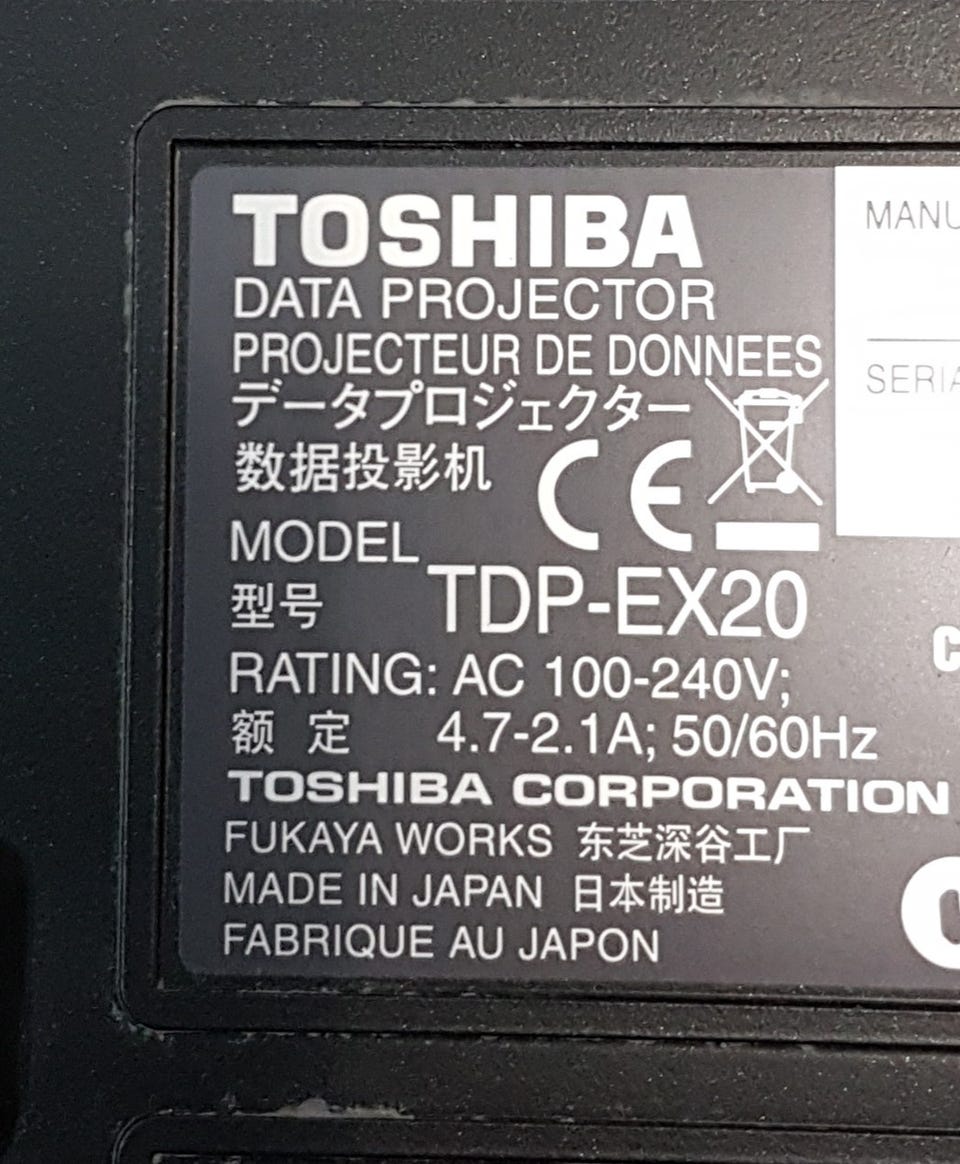 TOSHIBA
DATA PROJECTOR
PROJECTEUR DE DONNEES
データプロジェクター
数据投影机
CE
MODEL
型号 TDP-EX20
RATING: AC 100-240V;
额 定 4.7-2.1A; 50/60Hz
TOSHIBA CORPORATION
FUKAYA WORKS 东芝深谷工厂
MADE IN JAPAN 日本制造
FABRIQUE AU JAPON
MANU
SERIA